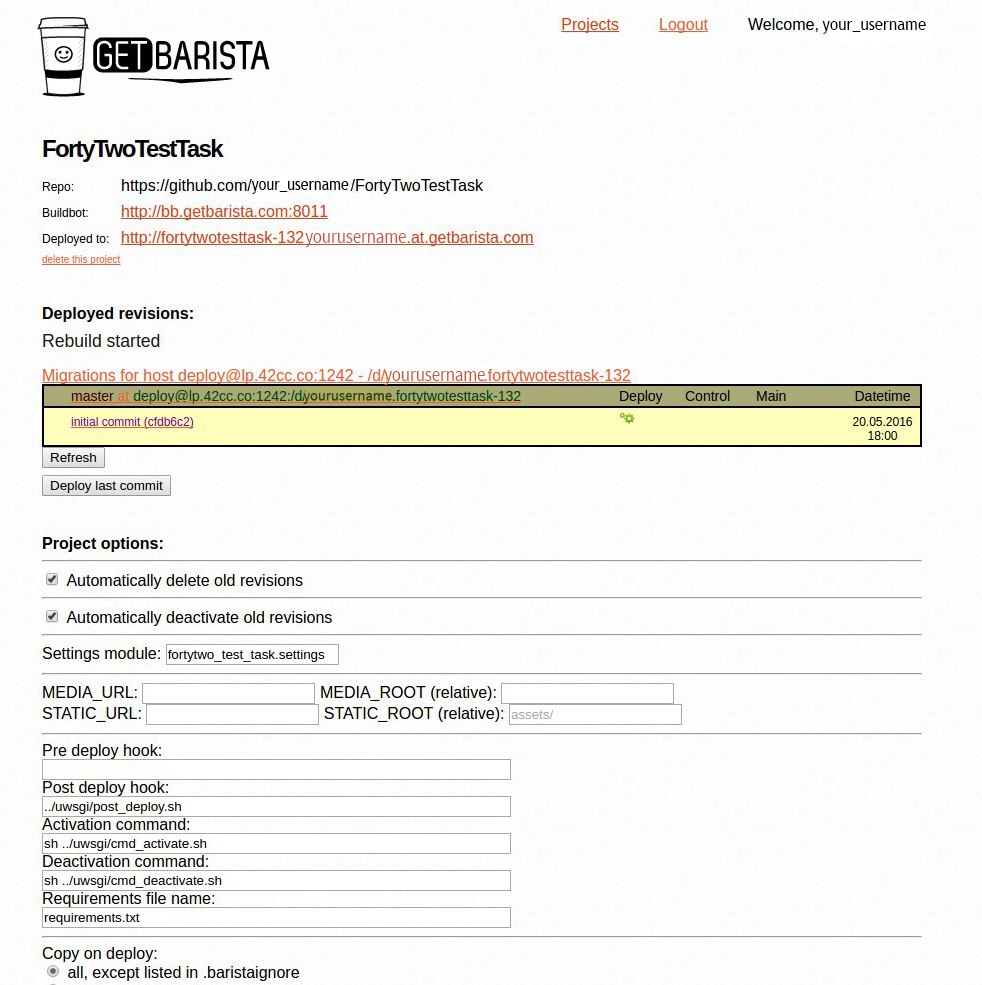 GETBARISTA
Projects Logout Welcome, your_username
FortyTwoTestTask
Repo: https://github.com/your_username/FortyTwoTestTask
Buildbot: http://bb.getbarista.com:8011
Deployed to: http://fortytwotesttask-132yourusername.at.getbarista.com
delete this project
Deployed revisions:
Rebuild started
Migrations for host deploy@lp.42cc.co:1242 - /d/yourusername.fortytwotesttask-132
master at deploy@lp.42cc.co:1242:/d/yourusername.fortytwotesttask-132 Deploy Control Main Datetime
initial commit (cfdb6c2) 20.05.2016
18:00
Refresh
Deploy last commit
Project options:
Automatically delete old revisions
Automatically deactivate old revisions
Settings module: fortytwo_test_task.settings
MEDIA_URL: MEDIA_ROOT (relative):
STATIC_URL: STATIC_ROOT (relative): assets/
Pre deploy hook:
Post deploy hook:
../uwsgi/post_deploy.sh
Activation command:
sh ../uwsgi/cmd_activate.sh
Deactivation command:
sh ../uwsgi/cmd_deactivate.sh
Requirements file name:
requirements.txt
Copy on deploy:
all, except listed in .baristaignore